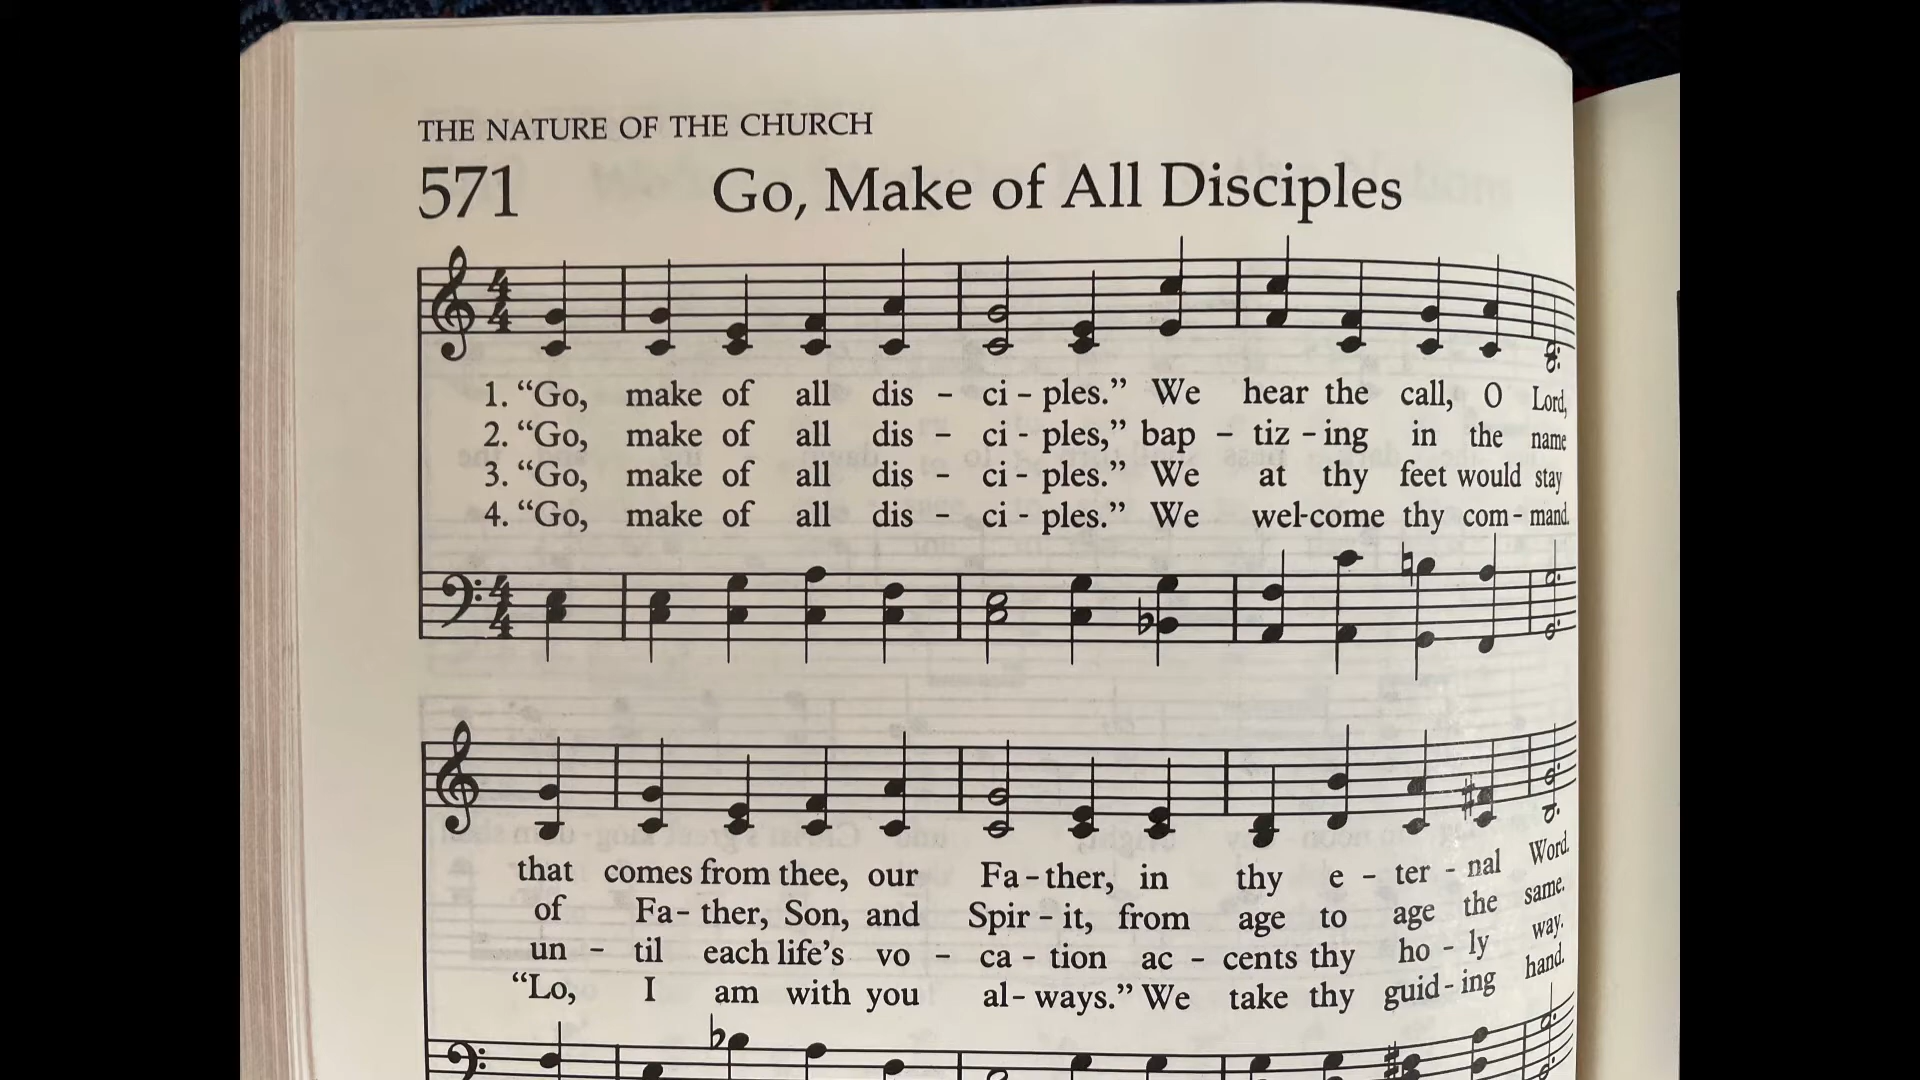 THE NATURE OF THE CHURCH
571 Go, Make of All Disciples
1. “Go, make of all dis – ci – ples.” We hear the call, O Lord,
2. “Go, make of all dis – ci – ples,” bap – tiz – ing in the name
3. “Go, make of all dis – ci – ples.” We at thy feet would stay
4. “Go, make of all dis – ci – ples.” We wel-come thy com – mand.
that comes from thee, our Fa – ther, in thy e – ter – nal Word.
of Fa – ther, Son, and Spir – it, from age to age the same.
un – til each life’s vo – ca – tion ac – cents thy ho – ly way.
“Lo, I am with you al – ways.” We take thy guid – ing hand.